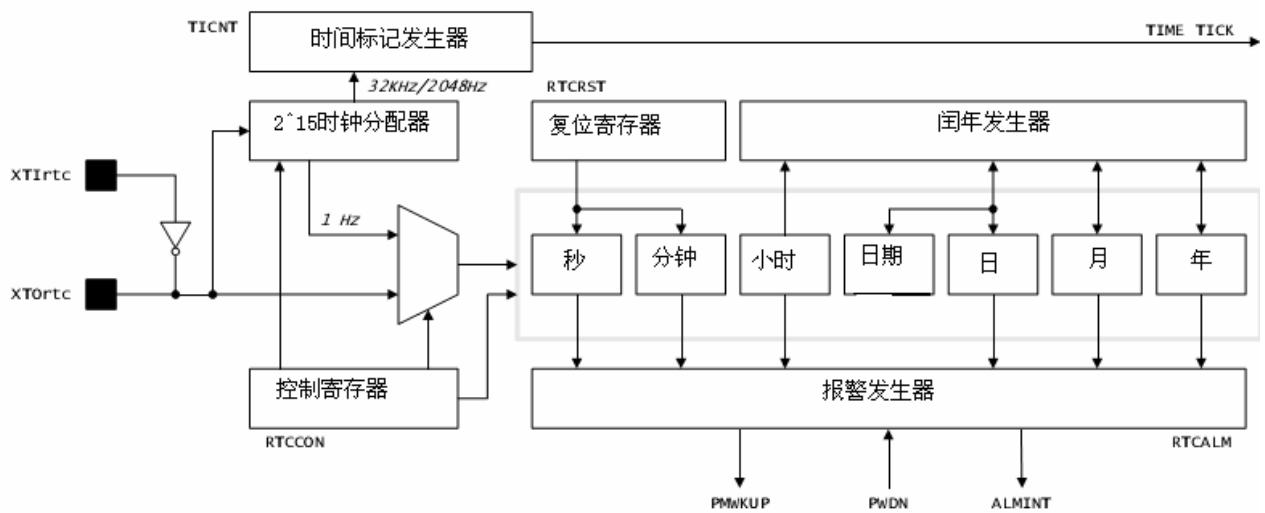 TICNT
时间标记发生器
TIME TICK
32KHz/2048Hz
RTCRST
2^15时钟分配器
复位寄存器
闰年发生器
XTIrtc
1 Hz
秒
分钟
小时
日期
日
月
年
XTOrtc
控制寄存器
报警发生器
RTCCON
RTCALM
PMWKUP
PWDN
ALMINT